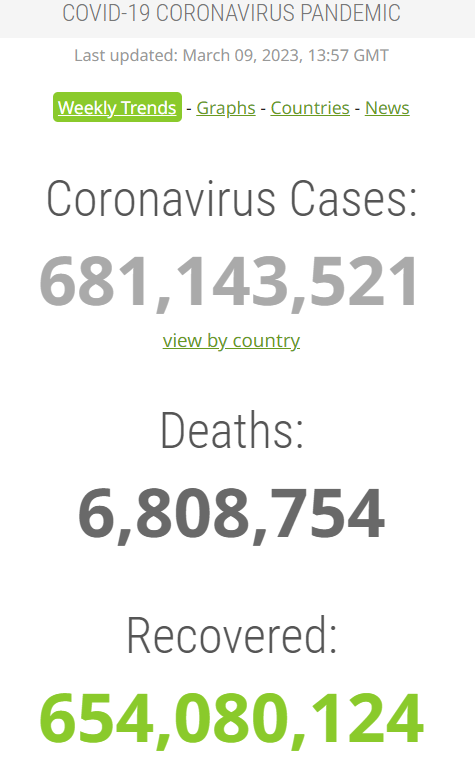 COVID-19 CORONAVIRUS PANDEMIC
Last updated: March 09, 2023, 13:57 GMT
Weekly Trends - Graphs - Countries - News
Coronavirus Cases:
681,143,521
view by country
Deaths:
6,808,754
Recovered:
654,080,124